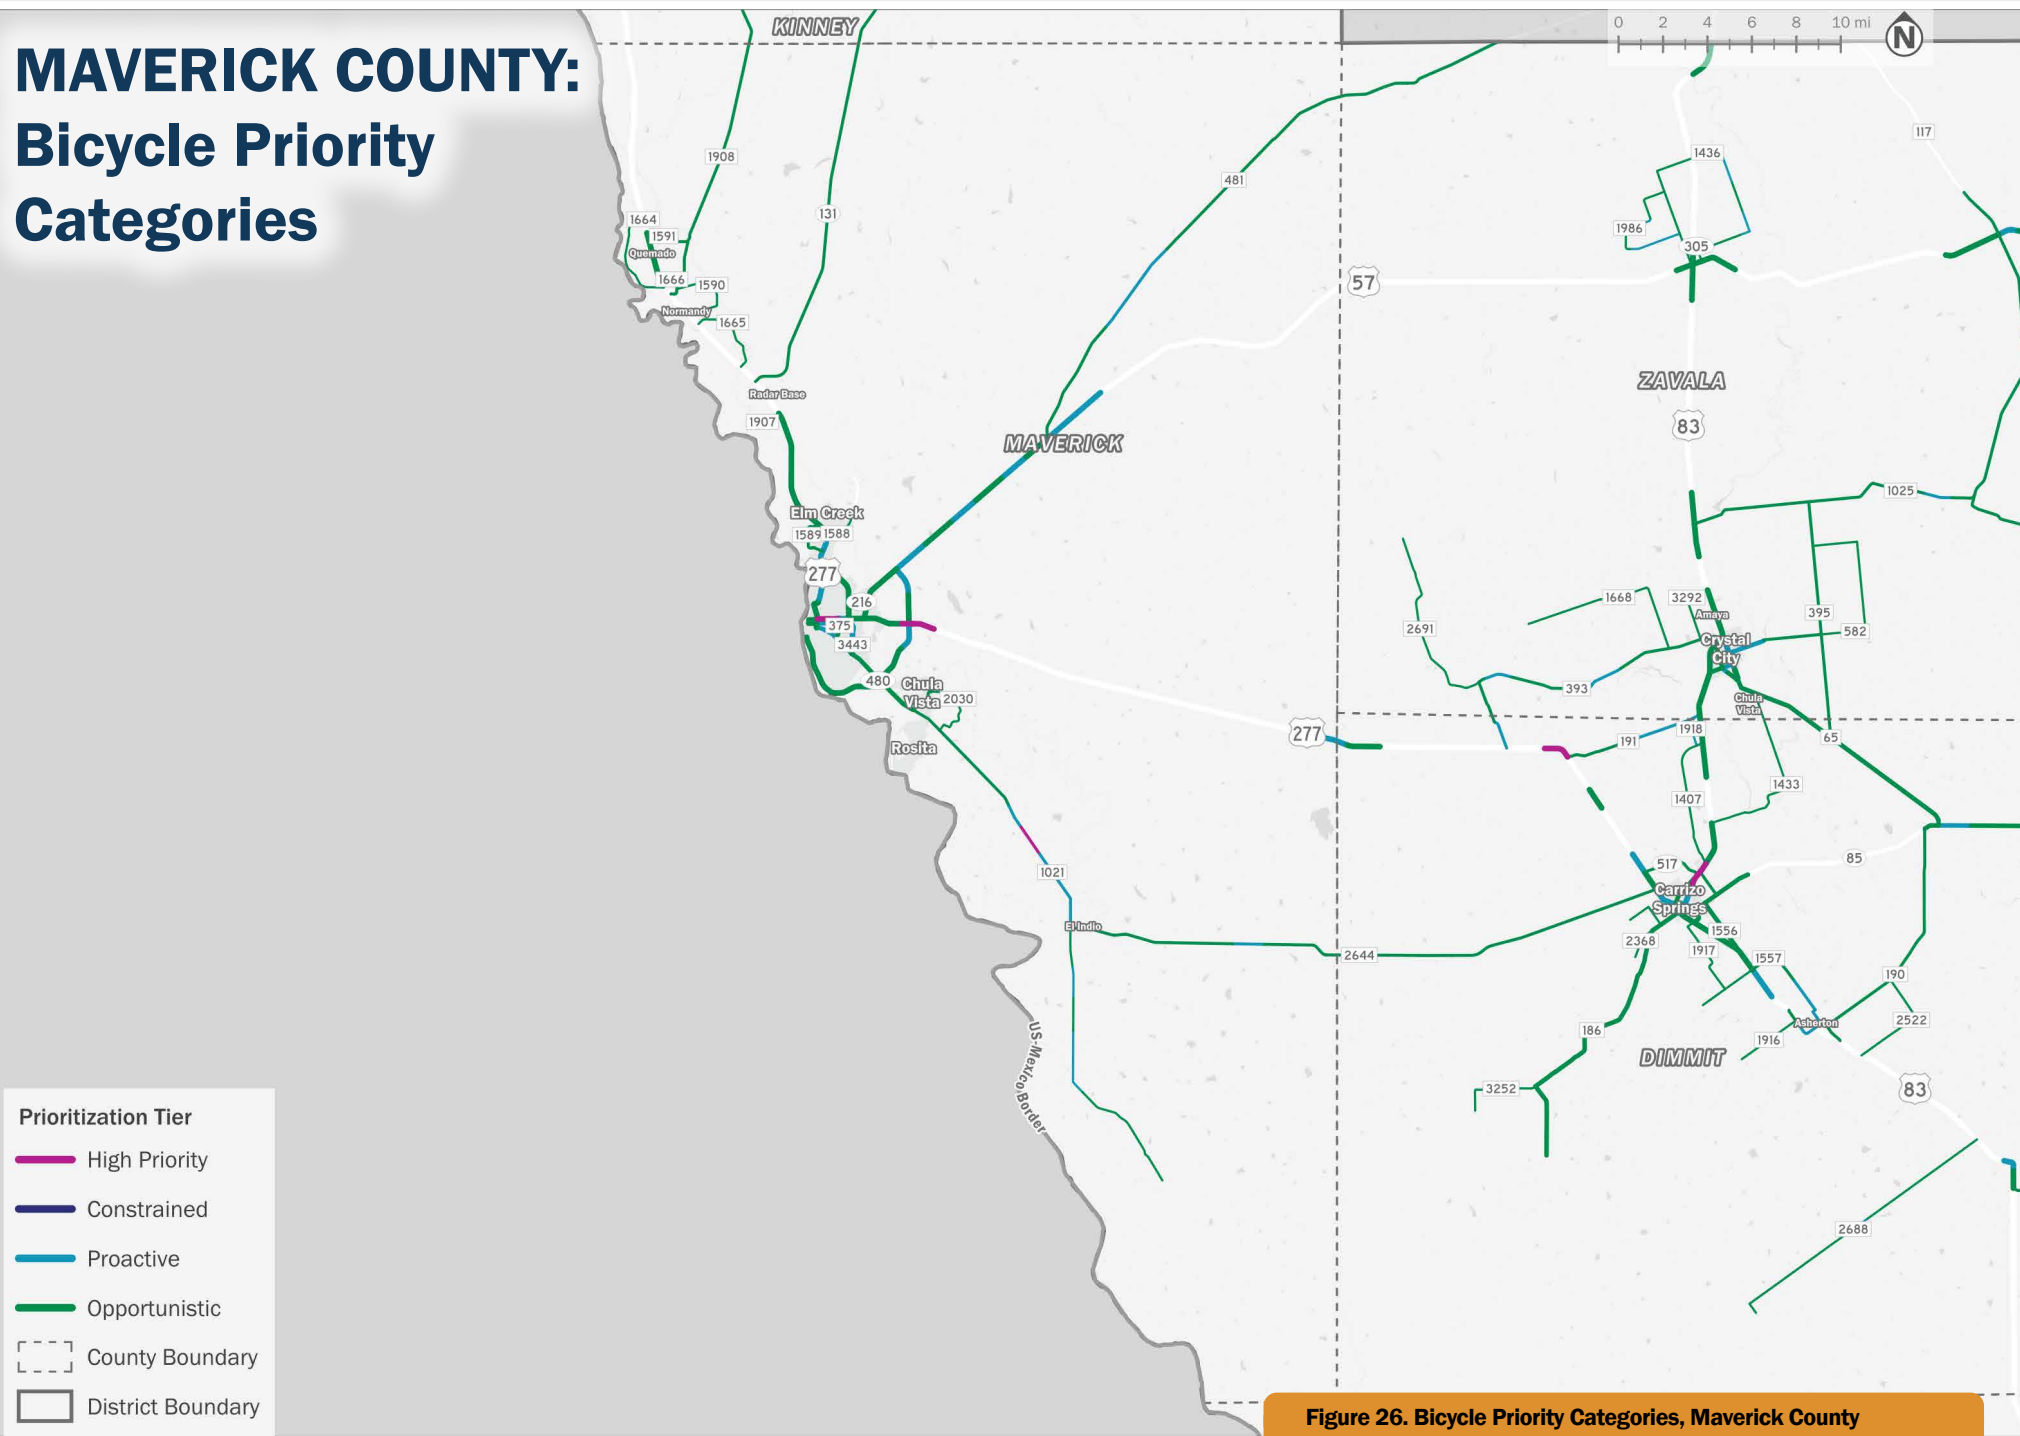 MAVERICK COUNTY:
Bicycle Priority
Categories
KINNEY
0 2 4 6 8 10 mi
N
117
1908
1436
481
131
1664
1591
1986
Quemado
305
1666
1590
57
Normandy
1665
ZAVALA
Radar Base
1907
83
MAVERICK
1025
Elm Creek
1589 1588
277
216
1668
3292
Amaya
395
375
2691
582
3443
Crystal
City
480
Chula
Vista
2030
393
Chula
Vista
277
1918
191
65
Rosita
1433
1407
85
517
1021
Carrizo
Springs
El Indio
1556
2368
1917
2644
1557
190
Asherton
2522
186
1916
US-Mexico Border
DIMMIT
3252
83
2688
Prioritization Tier
High Priority
Constrained
Proactive
Opportunistic
County Boundary
District Boundary
Figure 26. Bicycle Priority Categories, Maverick County